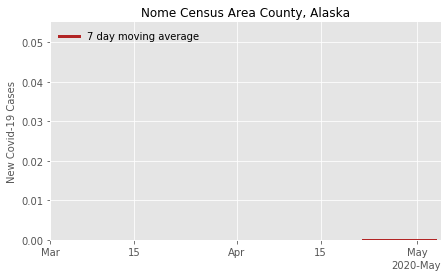 Nome Census Area County, Alaska
7 day moving average
New Covid-19 Cases
0.05
0.04
0.03
0.02
0.01
0.00
Mar
15
Apr
15
May
2020-May